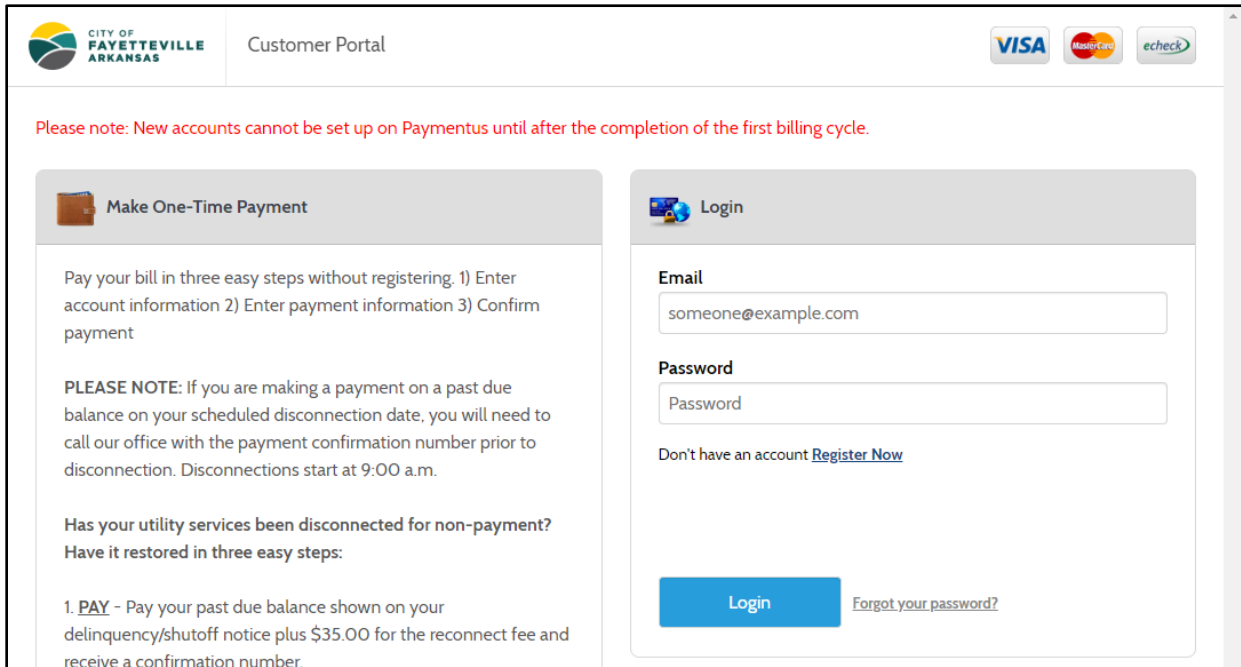 CITY OF
FAYETTEVILLE
ARKANSAS
Customer Portal
VISA
MasterCard
echeck
Please note: New accounts cannot be set up on Paymentus until after the completion of the first billing cycle.
Make One-Time Payment
Pay your bill in three easy steps without registering. 1) Enter
account information 2) Enter payment information 3) Confirm
payment
PLEASE NOTE: If you are making a payment on a past due
balance on your scheduled disconnection date, you will need to
call our office with the payment confirmation number prior to
disconnection. Disconnections start at 9:00 a.m.
Has your utility services been disconnected for non-payment?
Have it restored in three easy steps:
1. PAY - Pay your past due balance shown on your
delinquency/shutoff notice plus $35.00 for the reconnect fee and
receive a confirmation number.
Login
Email
someone@example.com
Password
Password
Don't have an account Register Now
Login
Forgot your password?